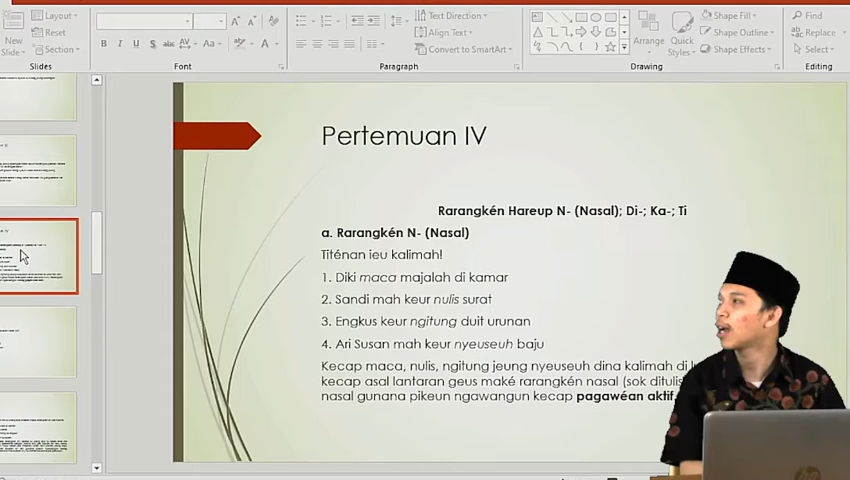 Layout
Reset
Section
New
Slide
Slides
B I U S abc AV Aa A
Font
Paragraph
Text Direction
Align Text
Convert to SmartArt
Arrange
Quick
Styles
Shape Fill
Shape Outline
Shape Effects
Drawing
Find
Replace
Select
Editing
Pertemuan IV
Rarangkén Hareup N- (Nasal); Di-; Ka-; Ti
a. Rarangkén N- (Nasal)
Titénan ieu kalimah!
1. Diki maca majalah di kamar
2. Sandi mah keur nulis surat
3. Engkus keur ngitung duit urunan
4. Ari Susan mah keur nyeuseuh baju
Kecap maca, nulis, ngitung jeung nyeuseuh dina kalimah di
kecap asal lantaran geus maké rarangkén nasal (sok ditulis
nasal gunana pikeun ngawangun kecap pagawéan aktif.
hp